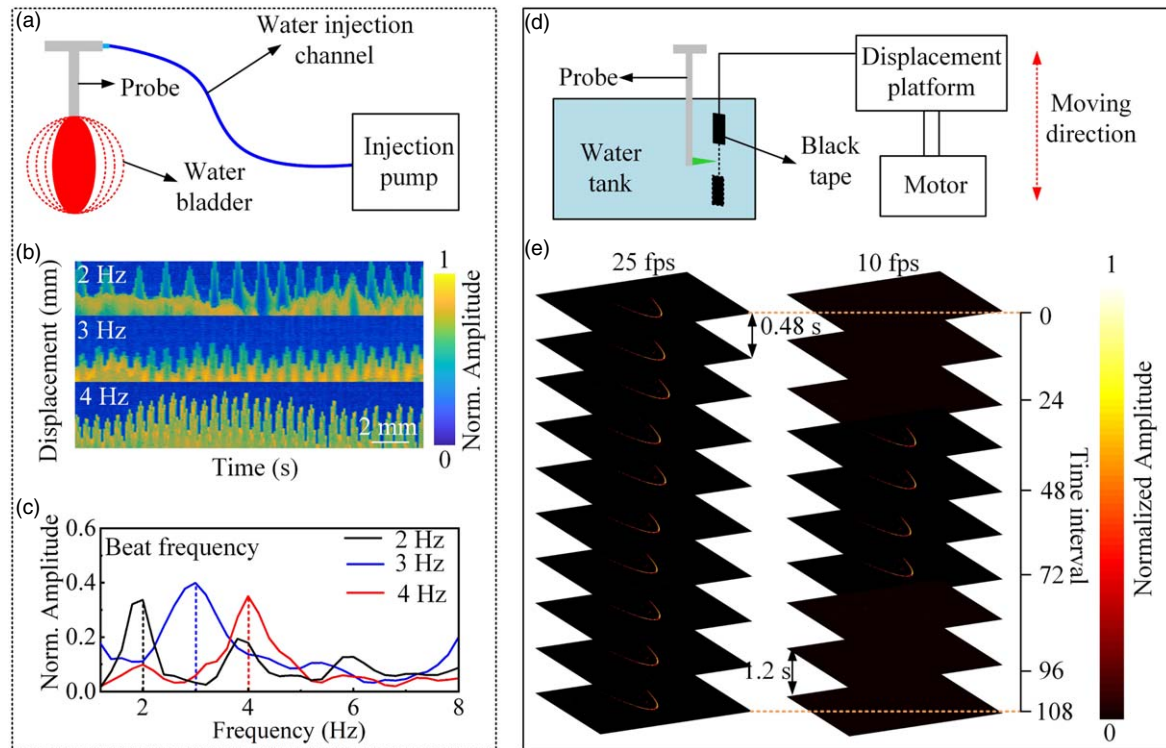 (a)
Water injection
channel
Probe
Injection
pump
Water
bladder
(b)
Displacement (mm)
2 Hz
3 Hz
4 Hz
2 mm
Time (s)
1
0
Norm. Amplitude
(c)
Norm. Amplitude
0.6
0.4
0.2
0.0
Beat frequency
2 Hz
3 Hz
4 Hz
2
4
6
8
Frequency (Hz)
(d)
Probe
Water
tank
Black
tape
Displacement
platform
Motor
Moving
direction
(e)
25 fps
10 fps
0.48 s
1.2 s
0
24
48
72
96
108
Time interval
1
0
Normalized Amplitude